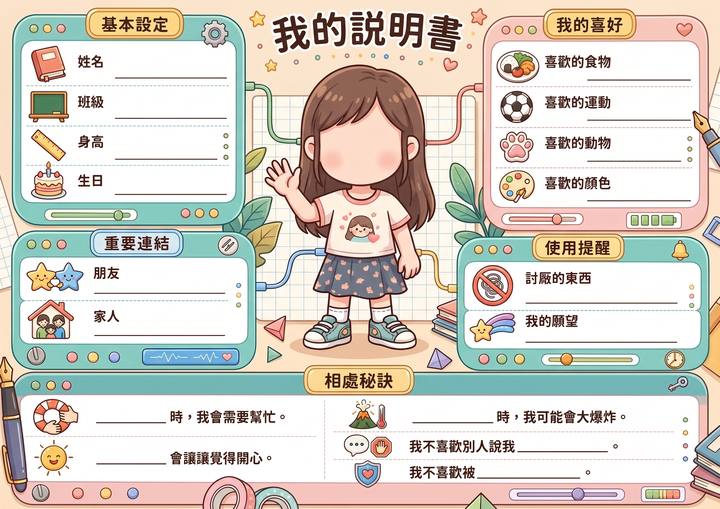 我的說明書
基本設定
姓名
班級
身高
生日
我的喜好
喜歡的食物
喜歡的運動
喜歡的動物
喜歡的顏色
重要連結
朋友
家人
使用提醒
討厭的東西
我的願望
相處秘訣
時，我會需要幫忙。
會讓讓覺得開心。
時，我可能會大爆炸。
我不喜歡別人說我 。
我不喜歡被 。